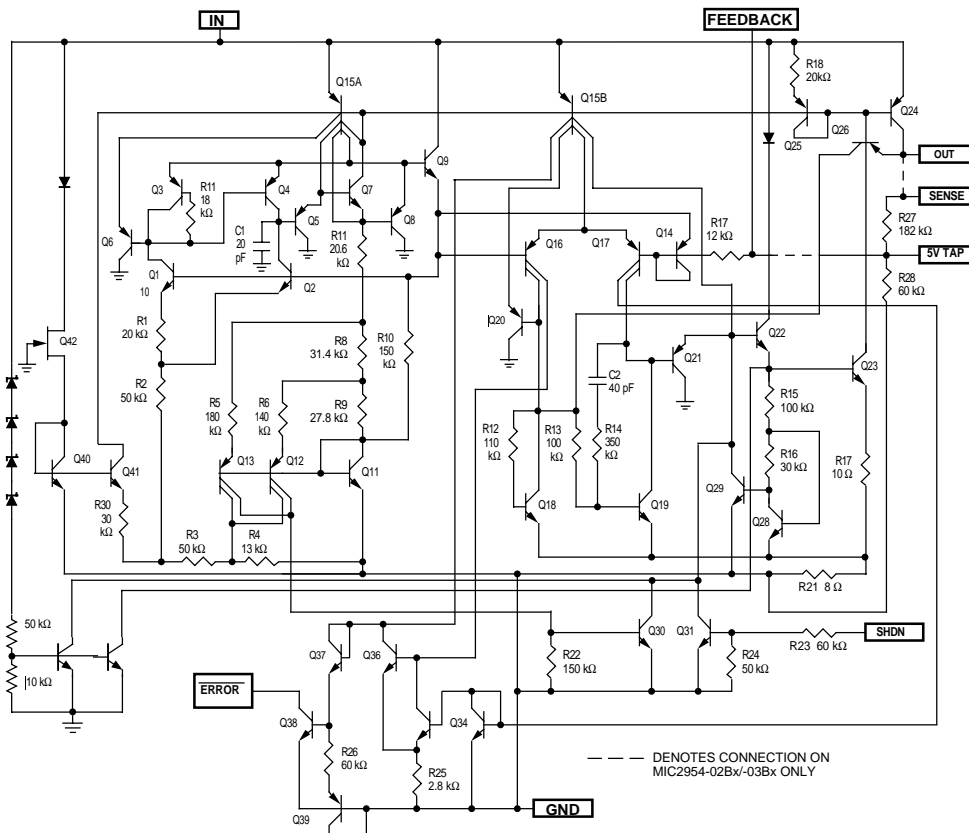 IN
FEEDBACK
R18
20kΩ
Q15A
Q15B
Q24
Q26
Q25
OUT
Q9
Q3
R11
18
kΩ
Q4
Q7
SENSE
R27
182 kΩ
Q5
Q8
Q6
C1
20
pF
R11
20.6
kΩ
Q16
Q17
Q14
R17
12 kΩ
5V TAP
R28
60 kΩ
Q1
10
Q2
R1
20 kΩ
R8
31.4 kΩ
R10
150
kΩ
Q20
Q21
Q22
Q23
Q42
R2
50 kΩ
C2
40 pF
R15
100 kΩ
R5
180
kΩ
R6
140
kΩ
R9
27.8 kΩ
R12
110
kΩ
R13
100
kΩ
R14
350
kΩ
R16
30 kΩ
R17
10 Ω
Q40
Q41
Q13
Q12
Q11
Q29
Q18
Q19
Q28
R30
30
kΩ
R3
50 kΩ
R4
13 kΩ
R21 8 Ω
50 kΩ
10 kΩ
Q37
Q36
Q30
Q31
SHDN
R23 60 kΩ
R22
150 kΩ
R24
50 kΩ
ERROR
Q38
Q34
R26
60 kΩ
R25
2.8 kΩ
DENOTES CONNECTION ON
MIC2954-02Bx/-03Bx ONLY
GND
Q39